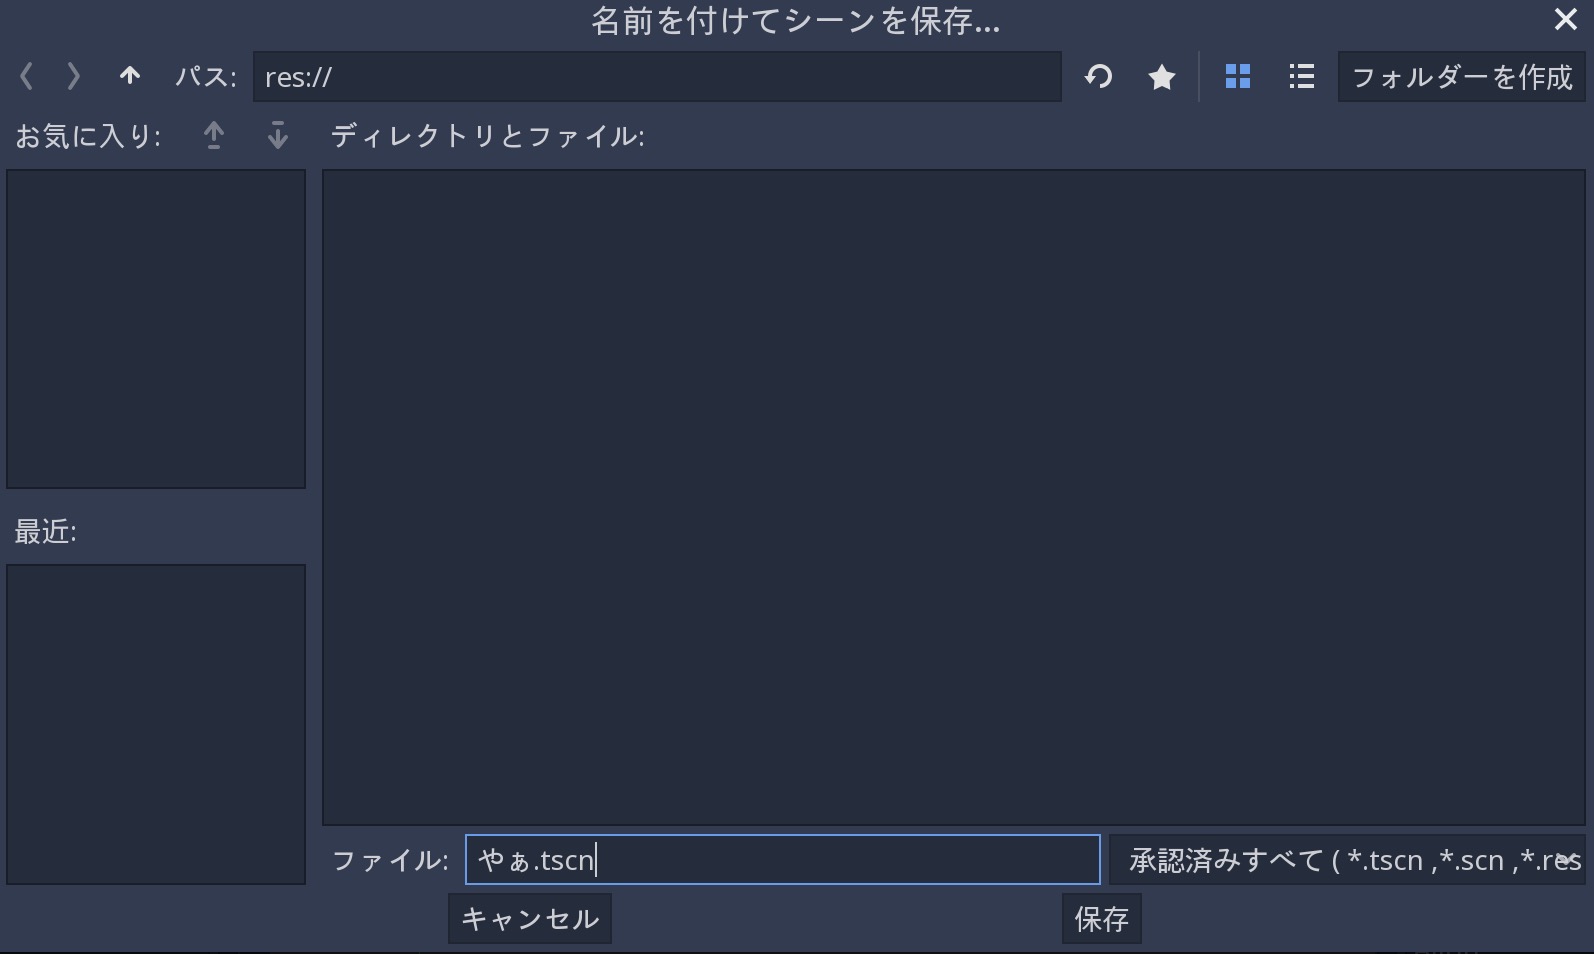 名前を付けてシーンを保存...
パス: res:// フォルダーを作成
お気に入り: ディレクトリとファイル:
最近:
ファイル: やぁ.tscn 承認済みすべて ( *.tscn ,*.scn ,*.res
キャンセル 保存